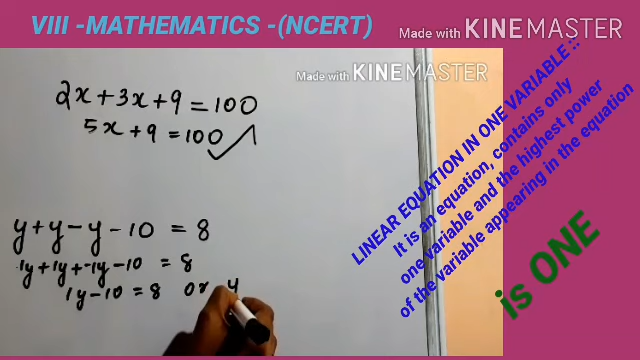 VIII -MATHEMATICS -(NCERT)
Made with KINEMASTER
Made with KINEMASTER
2x + 3x + 9 = 100
5x + 9 = 100
y + y - y - 10 = 8
1y + 1y + -1y - 10 = 8
1y - 10 = 8 or y
LINEAR EQUATION IN ONE VARIABLE ::
It is an equation, contains only
one variable and the highest power
of the variable appearing in the equation
is ONE